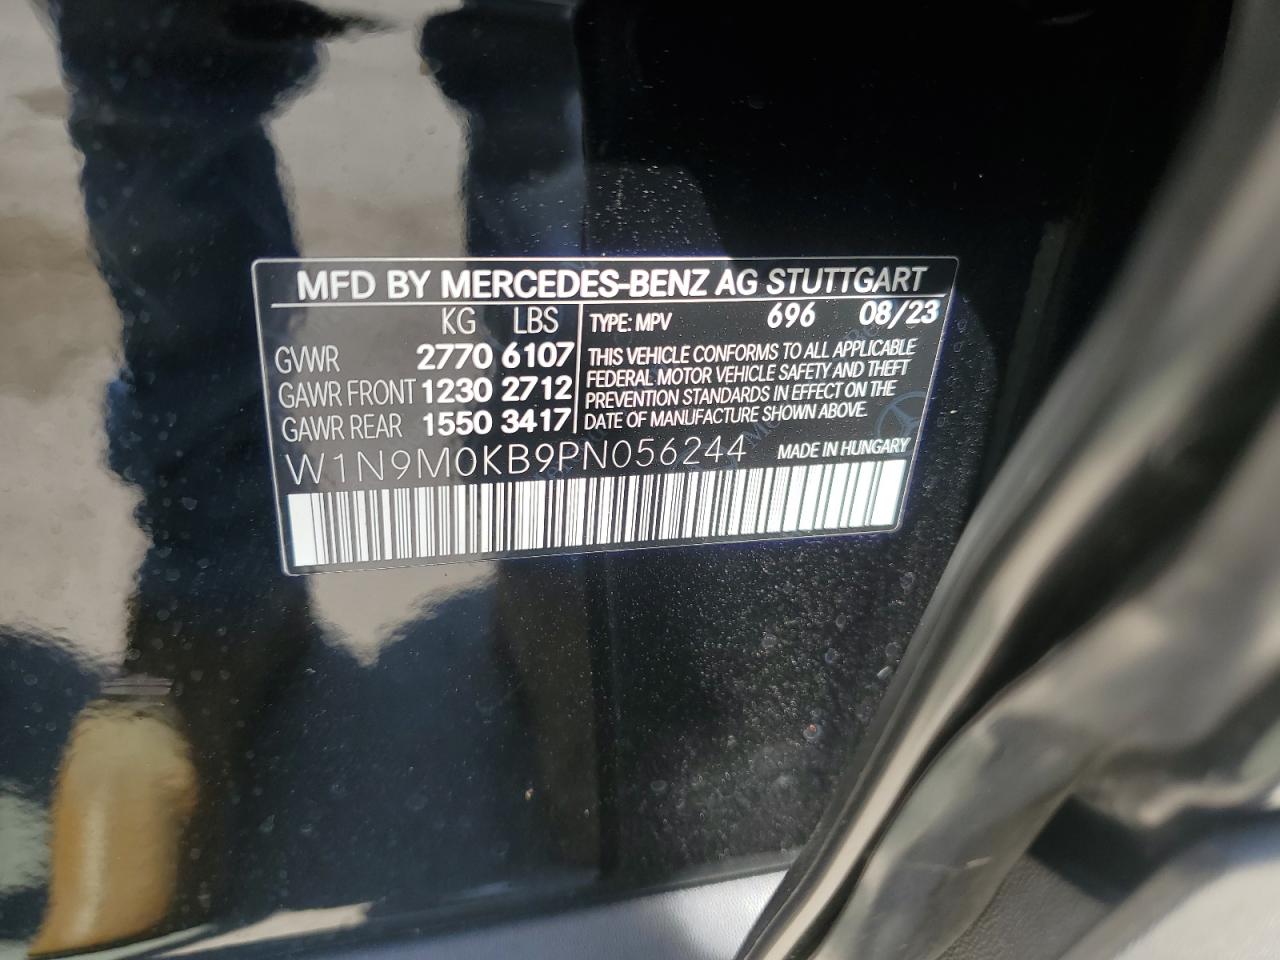 MFD BY MERCEDES-BENZ AG STUTTGART
KG LBS
GVWR 2770 6107
GAWR FRONT 1230 2712
GAWR REAR 1550 3417
TYPE: MPV 696 08/23
THIS VEHICLE CONFORMS TO ALL APPLICABLE
FEDERAL MOTOR VEHICLE SAFETY AND THEFT
PREVENTION STANDARDS IN EFFECT ON THE
DATE OF MANUFACTURE SHOWN ABOVE.
W1N9M0KB9PN056244 MADE IN HUNGARY